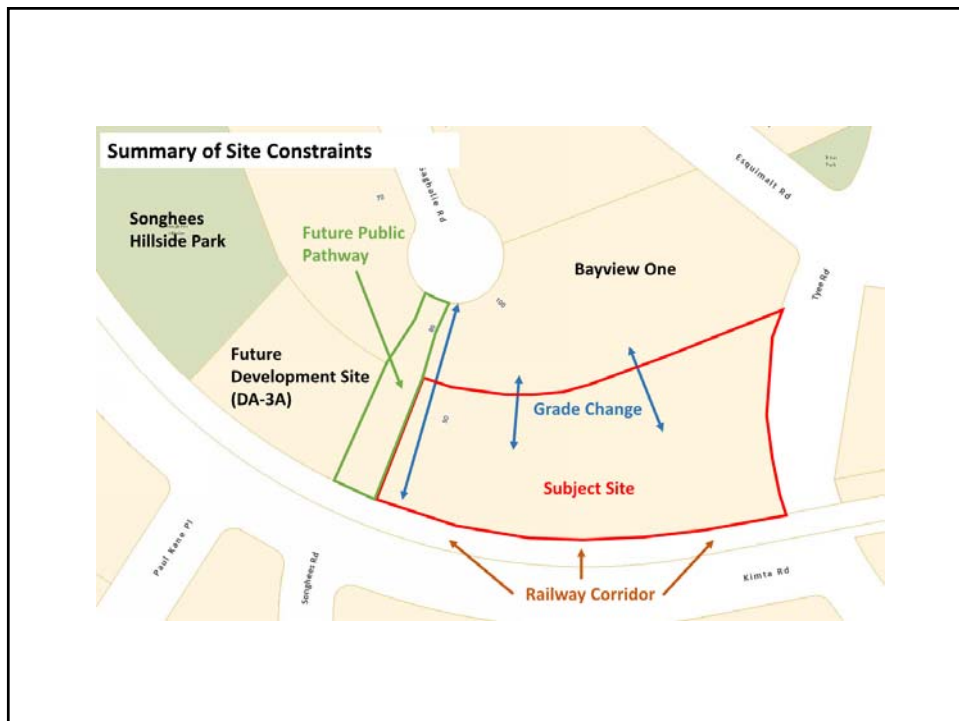 Summary of Site Constraints
Saghalie Rd
Esquimalt Rd
70
Songhees
Hillside Park
Future Public
Pathway
Bayview One
Tyee Rd
100
80
Future
Development Site
(DA-3A)
Grade Change
50
Subject Site
Paul Kane Pl
Songhees Rd
Kimta Rd
Railway Corridor